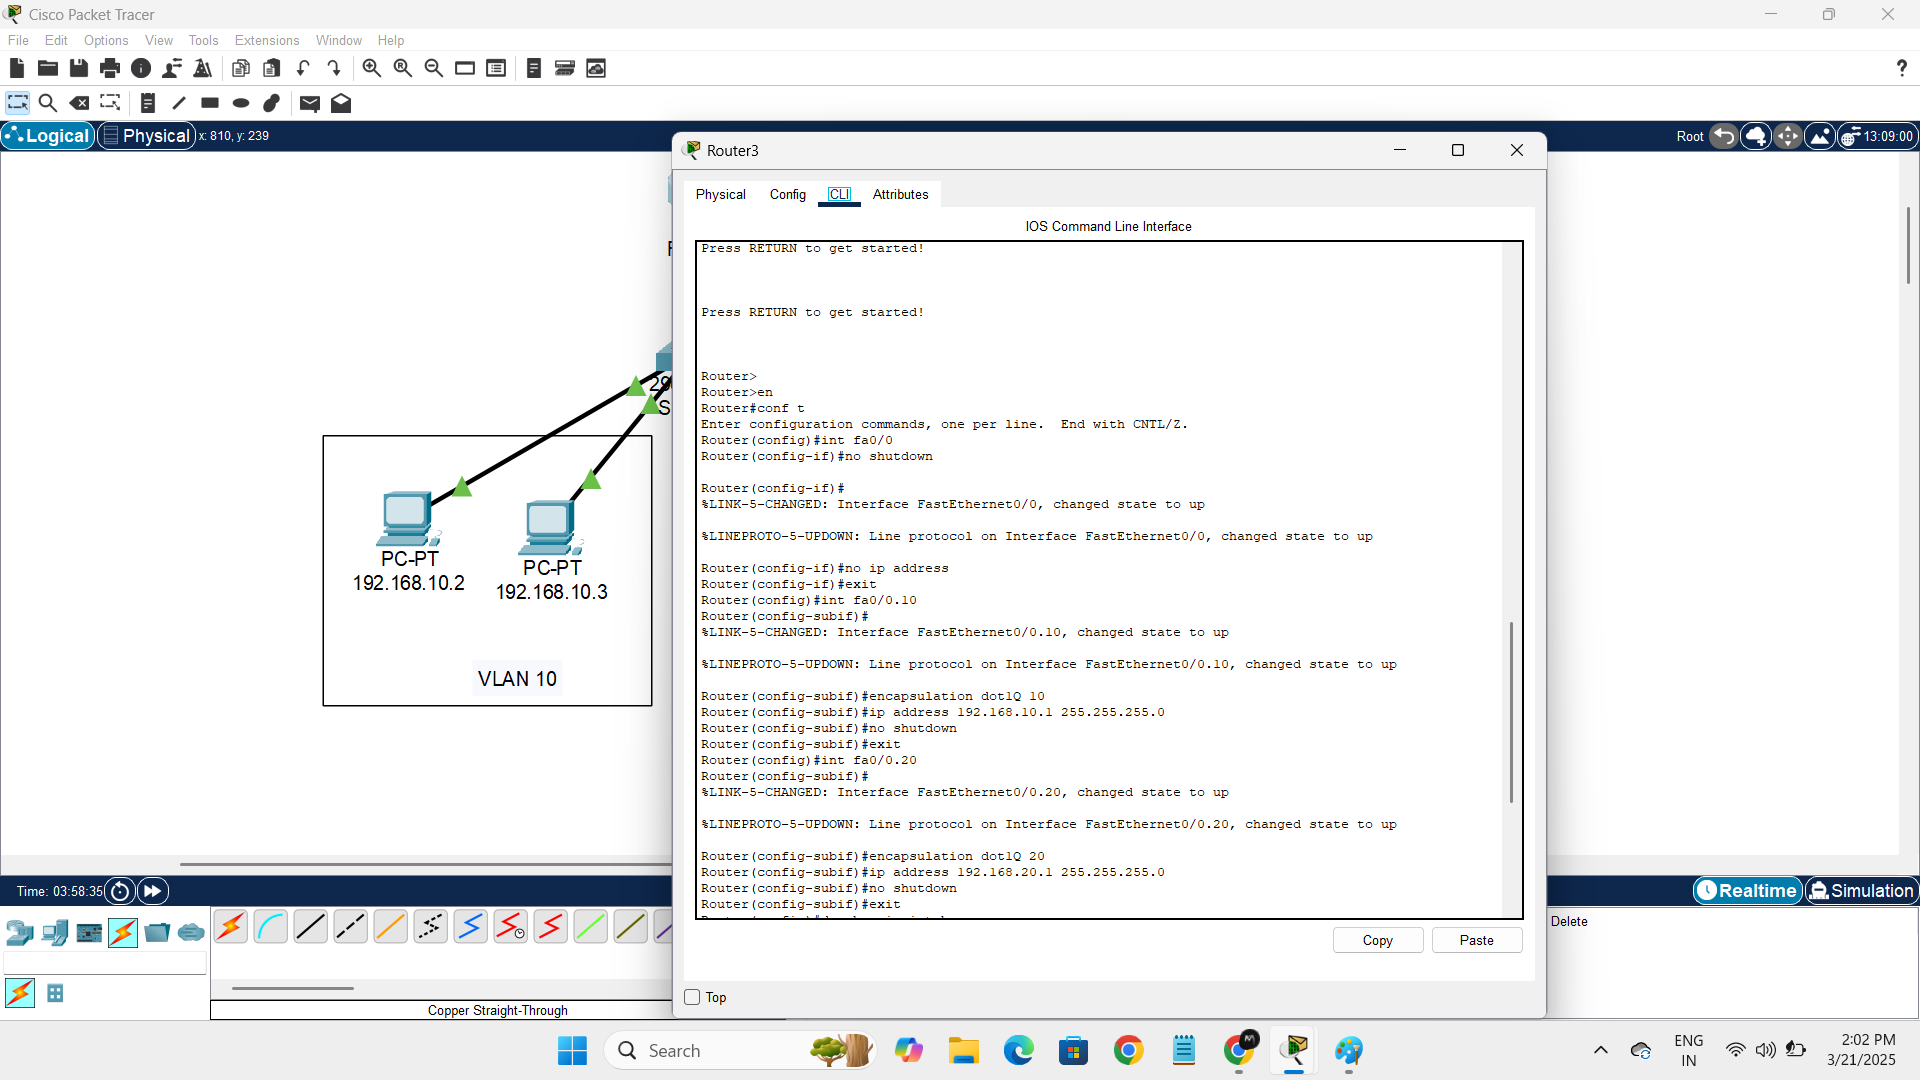 Cisco Packet Tracer
File Edit Options View Tools Extensions Window Help
?
Logical Physical x: 810, y: 239
Root 13:09:00
Router3
Physical Config CLI Attributes
IOS Command Line Interface
Press RETURN to get started!
Press RETURN to get started!
Router>
Router>en
Router#conf t
Enter configuration commands, one per line. End with CNTL/Z.
Router(config)#int fa0/0
Router(config-if)#no shutdown
Router(config-if)#
%LINK-5-CHANGED: Interface FastEthernet0/0, changed state to up
%LINEPROTO-5-UPDOWN: Line protocol on Interface FastEthernet0/0, changed state to up
Router(config-if)#no ip address
Router(config-if)#exit
Router(config)#int fa0/0.10
Router(config-subif)#
%LINK-5-CHANGED: Interface FastEthernet0/0.10, changed state to up
%LINEPROTO-5-UPDOWN: Line protocol on Interface FastEthernet0/0.10, changed state to up
Router(config-subif)#encapsulation dot1Q 10
Router(config-subif)#ip address 192.168.10.1 255.255.255.0
Router(config-subif)#no shutdown
Router(config-subif)#exit
Router(config)#int fa0/0.20
Router(config-subif)#
%LINK-5-CHANGED: Interface FastEthernet0/0.20, changed state to up
%LINEPROTO-5-UPDOWN: Line protocol on Interface FastEthernet0/0.20, changed state to up
Router(config-subif)#encapsulation dot1Q 20
Router(config-subif)#ip address 192.168.20.1 255.255.255.0
Router(config-subif)#no shutdown
Router(config-subif)#exit
Copy Paste
Top
29
S
PC-PT
192.168.10.2
PC-PT
192.168.10.3
VLAN 10
Time: 03:58:35
Realtime Simulation
Delete
Copper Straight-Through
Search
M
ENG
IN
2:02 PM
3/21/2025